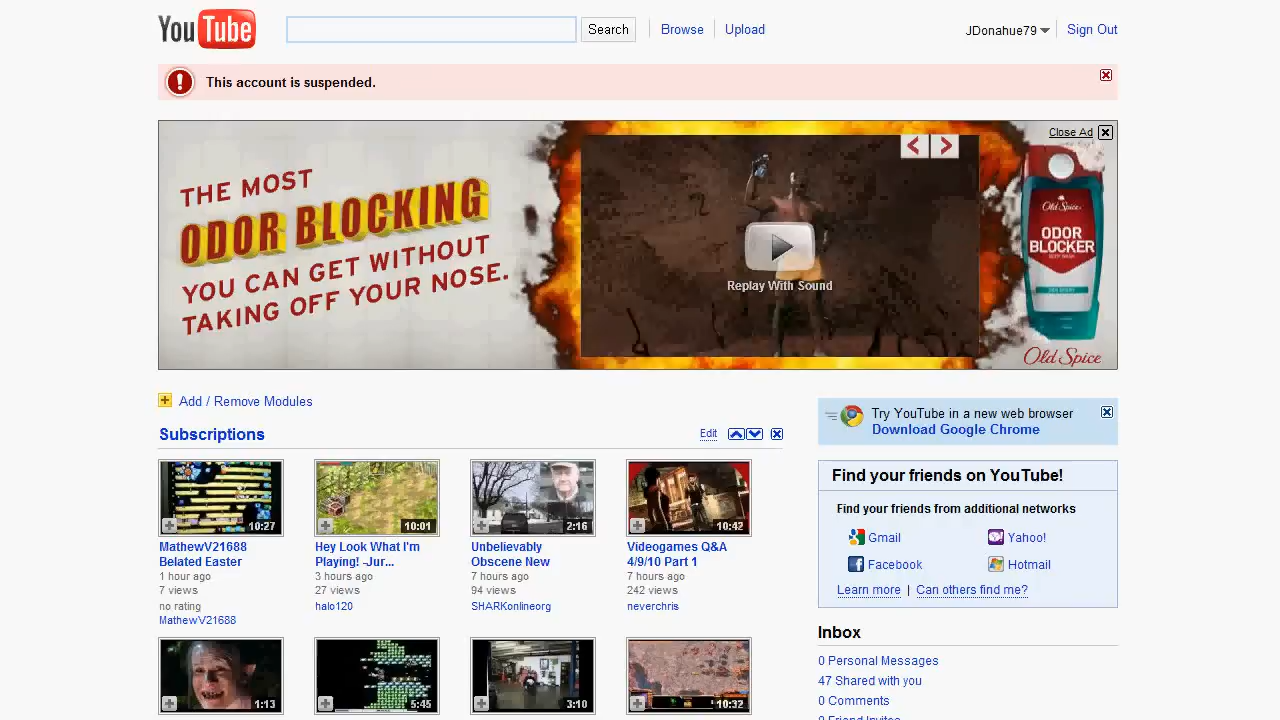 YouTube
Search
Browse
Upload
JDonahue79
Sign Out
This account is suspended.
Close Ad
THE MOST
ODOR BLOCKING
YOU CAN GET WITHOUT
TAKING OFF YOUR NOSE.
Replay With Sound
Old Spice
ODOR
BLOCKER
BODY WASH
Old Spice
Add / Remove Modules
Try YouTube in a new web browser
Download Google Chrome
Subscriptions
Edit
10:27
10:01
2:16
10:42
MathewV21688
Belated Easter
1 hour ago
7 views
no rating
MathewV21688
Hey Look What I'm
Playing! -Jur...
3 hours ago
27 views
halo120
Unbelievably
Obscene New
7 hours ago
94 views
SHARKonlineorg
Videogames Q&A
4/9/10 Part 1
7 hours ago
242 views
neverchris
1:13
5:45
3:10
10:32
Find your friends on YouTube!
Find your friends from additional networks
Gmail
Yahoo!
Facebook
Hotmail
Learn more | Can others find me?
Inbox
0 Personal Messages
47 Shared with you
0 Comments
0 Friend Invites